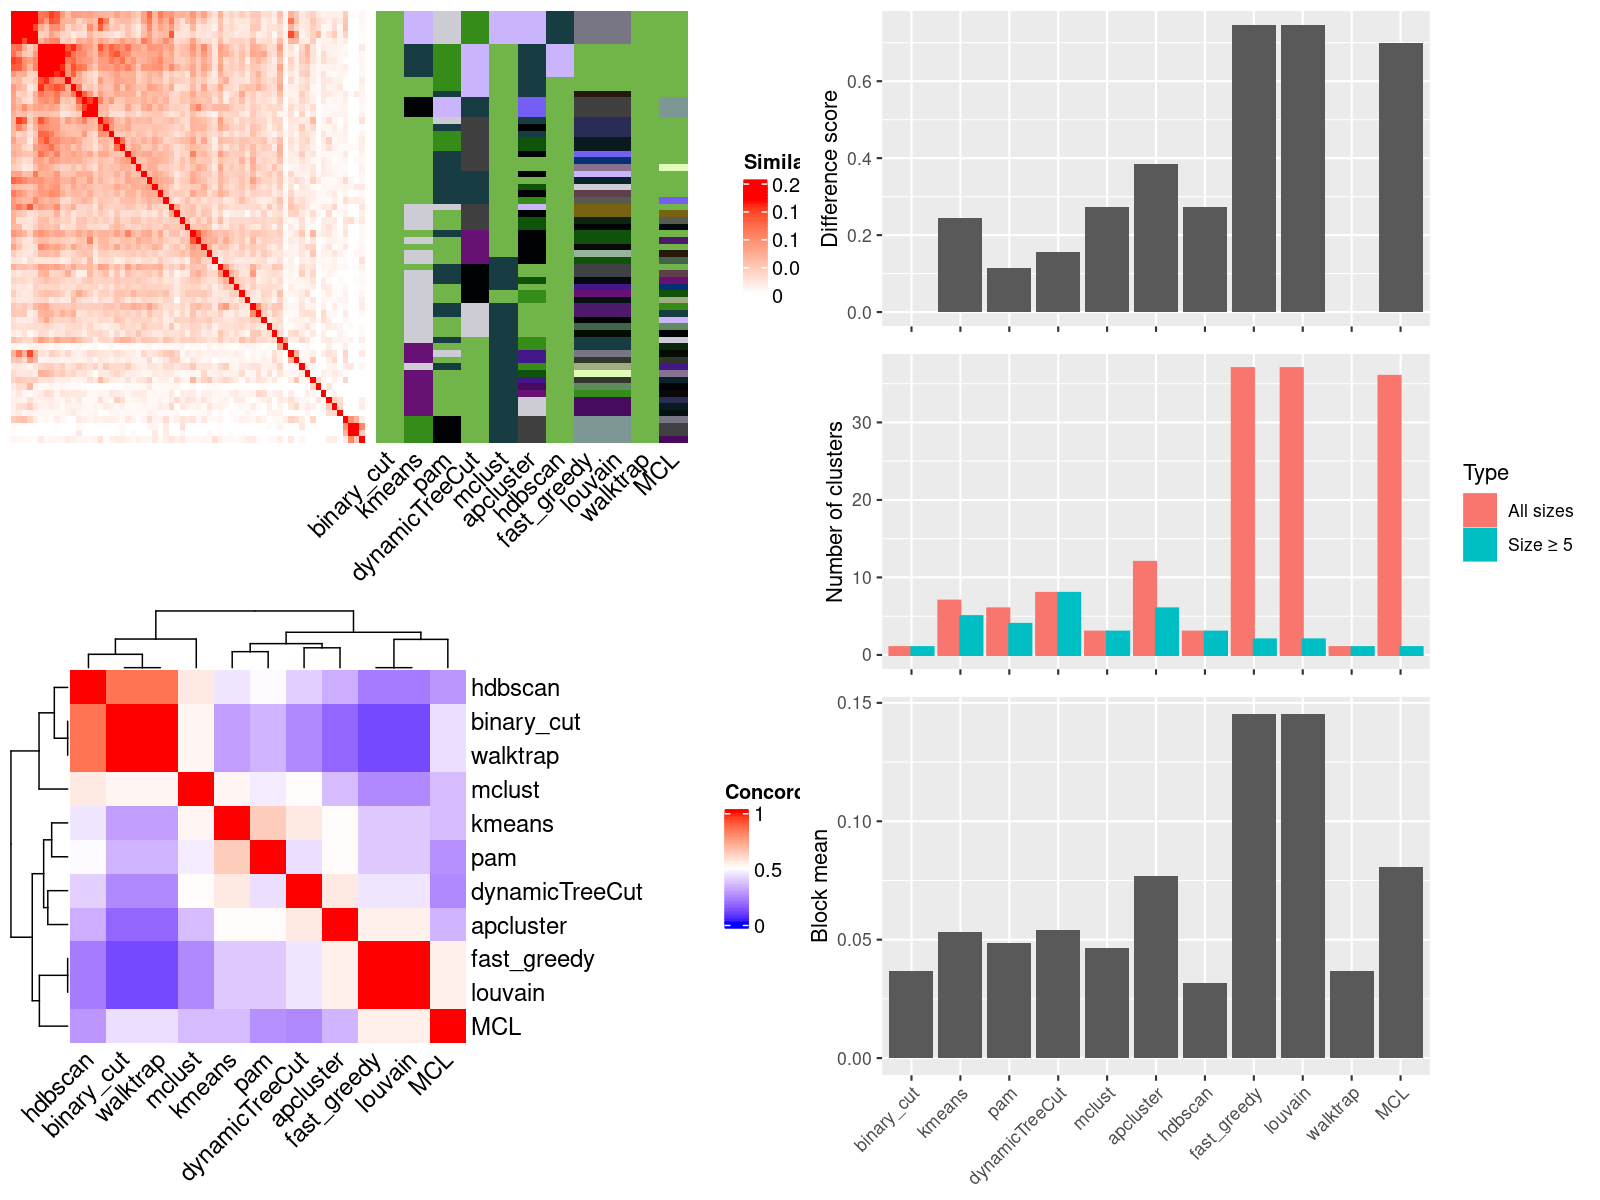 Simila
0.2
0.1
0.1
0.0
0
binary_cut
kmeans
pam
dynamicTreeCut
mclust
apcluster
hdbscan
fast_greedy
louvain
walktrap
MCL
Difference score
0.6
0.4
0.2
0.0
Number of clusters
30
20
10
0
Type
All sizes
Size ≥ 5
hdbscan
binary_cut
walktrap
mclust
kmeans
pam
dynamicTreeCut
apcluster
fast_greedy
louvain
MCL
hdbscan
binary_cut
walktrap
mclust
kmeans
pam
dynamicTreeCut
apcluster
fast_greedy
louvain
MCL
Concord
1
0.5
0
Block mean
0.15
0.10
0.05
0.00
binary_cut
kmeans
pam
dynamicTreeCut
mclust
apcluster
hdbscan
fast_greedy
louvain
walktrap
MCL